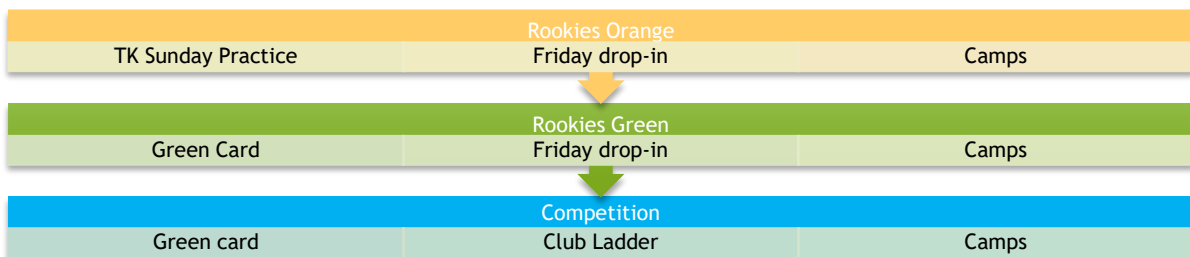 Rookies Orange
TK Sunday Practice Friday drop-in Camps
Rookies Green
Green Card Friday drop-in Camps
Competition
Green card Club Ladder Camps